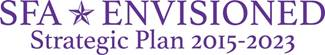 SFA ENVISIONED
Strategic Plan 2015-2023